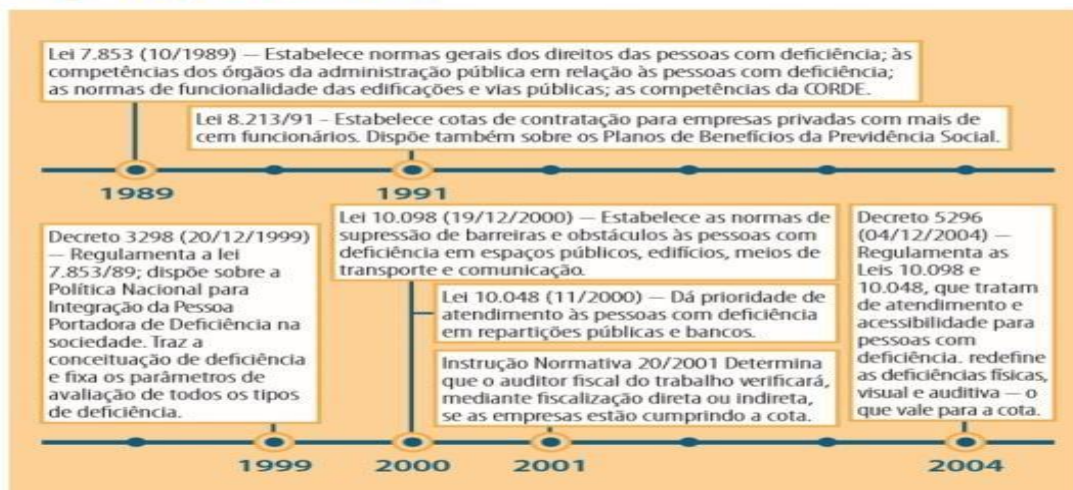 Lei 7.853 (10/1989) — Estabelece normas gerais dos direitos das pessoas com deficiência; às
competências dos órgãos da administração pública em relação às pessoas com deficiência;
as normas de funcionalidade das edificações e vias públicas; as competências da CORDE.
Lei 8.213/91 - Estabelece cotas de contratação para empresas privadas com mais de
cem funcionários. Dispõe também sobre os Planos de Benefícios da Previdência Social.
1989
1991
Decreto 3298 (20/12/1999)
— Regulamenta a lei
7.853/89; dispõe sobre a
Política Nacional para
Integração da Pessoa
Portadora de Deficiência na
sociedade. Traz a
conceituação de deficiência
e fixa os parâmetros de
avaliação de todos os tipos
de deficiência.
Lei 10.098 (19/12/2000) — Estabelece as normas de
supressão de barreiras e obstáculos às pessoas com
deficiência em espaços públicos, edifícios, meios de
transporte e comunicação.
Lei 10.048 (11/2000) — Dá prioridade de
atendimento às pessoas com deficiência
em repartições públicas e bancos.
Instrução Normativa 20/2001 Determina
que o auditor fiscal do trabalho verificará,
mediante fiscalização direta ou indireta,
se as empresas estão cumprindo a cota.
Decreto 5296
(04/12/2004) —
Regulamenta as
Leis 10.098 e
10.048, que tratam
de atendimento e
acessibilidade para
pessoas com
deficiência. redefine
as deficiências físicas,
visual e auditiva — o
que vale para a cota.
1999
2000
2001
2004